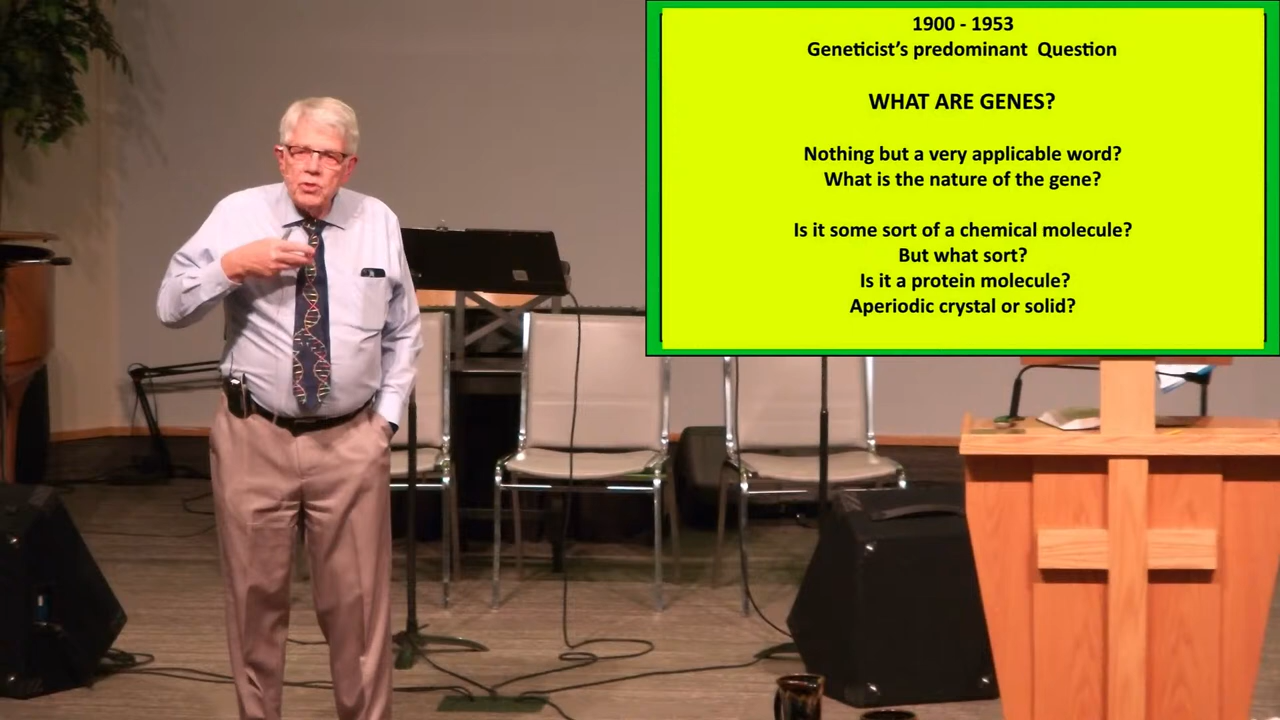 1900 - 1953
Geneticist's predominant Question
WHAT ARE GENES?
Nothing but a very applicable word?
What is the nature of the gene?
Is it some sort of a chemical molecule?
But what sort?
Is it a protein molecule?
Aperiodic crystal or solid?